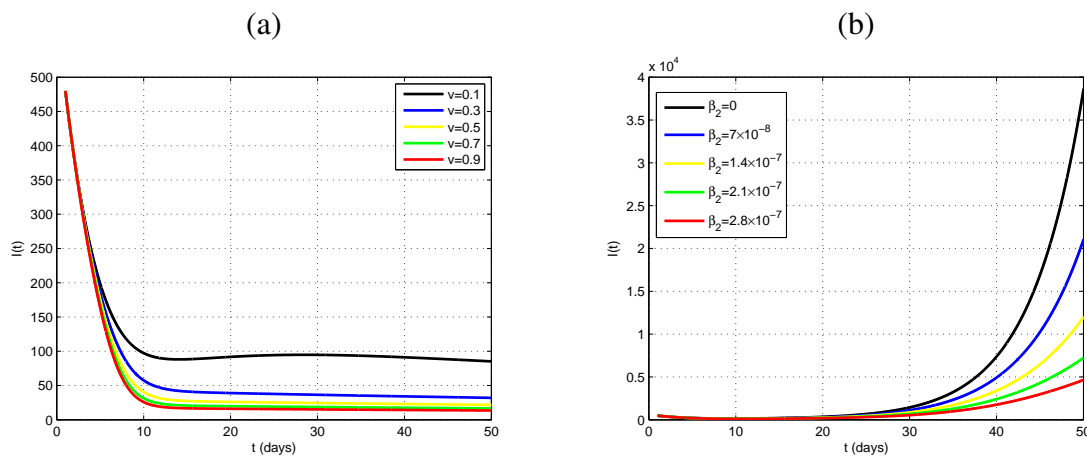 (a)
500
450
400
350
300
250
200
150
100
50
0
I(t)
0 10 20 30 40 50
t (days)
v=0.1
v=0.3
v=0.5
v=0.7
v=0.9
(b)
x 10⁴
4
3.5
3
2.5
2
1.5
1
0.5
0
I(t)
0 10 20 30 40 50
t (days)
β₂=0
β₂=7×10⁻⁸
β₂=1.4×10⁻⁷
β₂=2.1×10⁻⁷
β₂=2.8×10⁻⁷